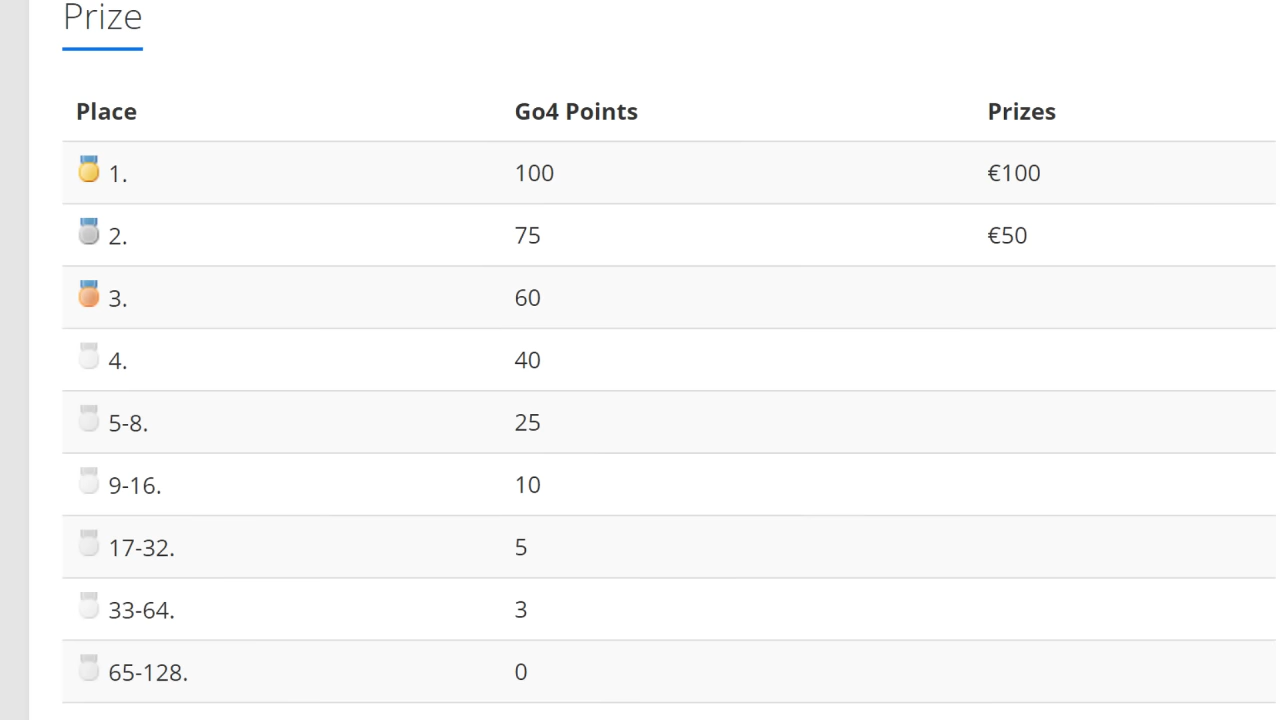 Prize
Place Go4 Points Prizes
1. 100 €100
2. 75 €50
3. 60
4. 40
5-8. 25
9-16. 10
17-32. 5
33-64. 3
65-128. 0